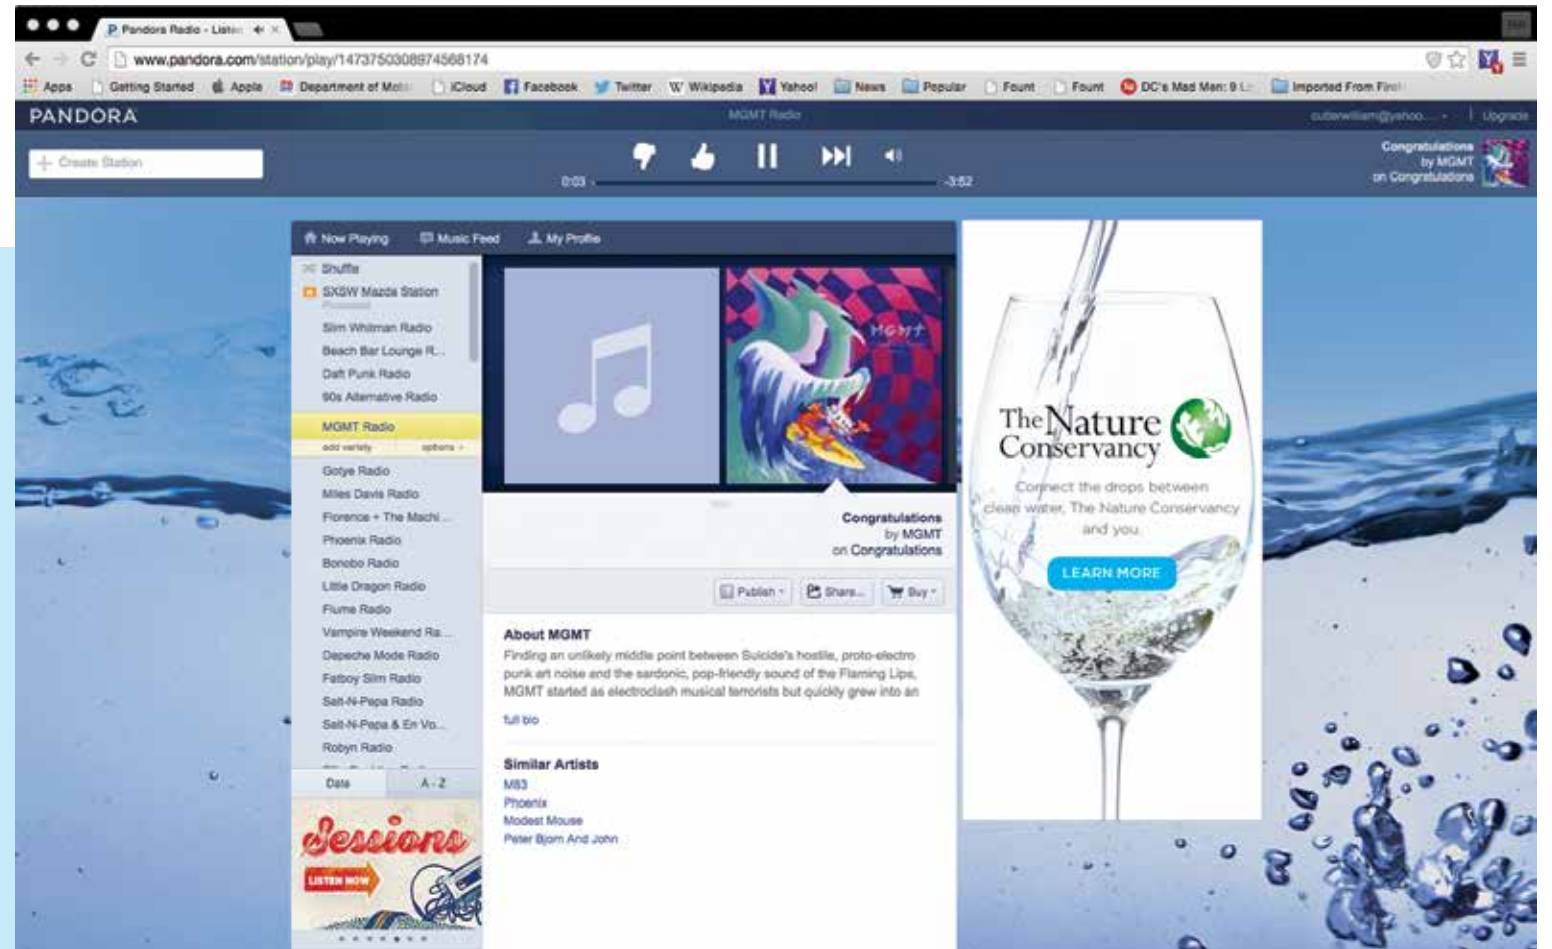 Pandora Radio - Listen
www.pandora.com/station/play/1473750308974568174
Apps Getting Started Apple Department of Moto iCloud Facebook Twitter Wikipedia Yahoo! News Popular Fount Fount DC's Mad Men: 9 Imported From Firef
PANDORA MGMT Radio cutlerwilliam@yahoo.... Upgrade
Create Station
0:03 -3:52
Congratulations
by MGMT
on Congratulations
Now Playing Music Feed My Profile
Shuffle
SXSW Mazda Station
Slim Whitman Radio
Beach Bar Lounge R...
Daft Punk Radio
90s Alternative Radio
MGMT Radio
add variety options
Gotye Radio
Miles Davis Radio
Florence + The Machi...
Phoenix Radio
Bonobo Radio
Little Dragon Radio
Flume Radio
Vampire Weekend Ra...
Depeche Mode Radio
Fatboy Slim Radio
Salt-N-Pepa Radio
Salt-N-Pepa & En Vo...
Robyn Radio
Date A - Z
Sessions
LISTEN NOW
MGMT
Congratulations
by MGMT
on Congratulations
Publish Share... Buy
About MGMT
Finding an unlikely middle point between Suicide's hostile, proto-electro
punk art noise and the sardonic, pop-friendly sound of the Flaming Lips,
MGMT started as electroclash musical terrorists but quickly grew into an
full bio
Similar Artists
M83
Phoenix
Modest Mouse
Peter Bjorn And John
The Nature
Conservancy
Connect the drops between
clean water, The Nature Conservancy
and you.
LEARN MORE